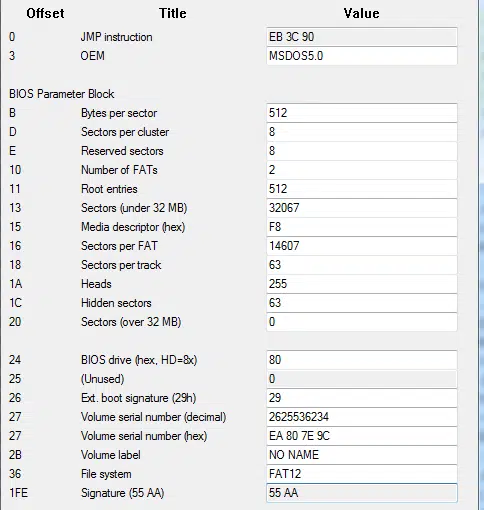 Offset Title Value
0 JMP instruction EB 3C 90
3 OEM MSDOS5.0
BIOS Parameter Block
B Bytes per sector 512
D Sectors per cluster 8
E Reserved sectors 8
10 Number of FATs 2
11 Root entries 512
13 Sectors (under 32 MB) 32067
15 Media descriptor (hex) F8
16 Sectors per FAT 14607
18 Sectors per track 63
1A Heads 255
1C Hidden sectors 63
20 Sectors (over 32 MB) 0
24 BIOS drive (hex, HD=8x) 80
25 (Unused) 0
26 Ext. boot signature (29h) 29
27 Volume serial number (decimal) 2625536234
27 Volume serial number (hex) EA 80 7E 9C
2B Volume label NO NAME
36 File system FAT12
1FE Signature (55 AA) 55 AA